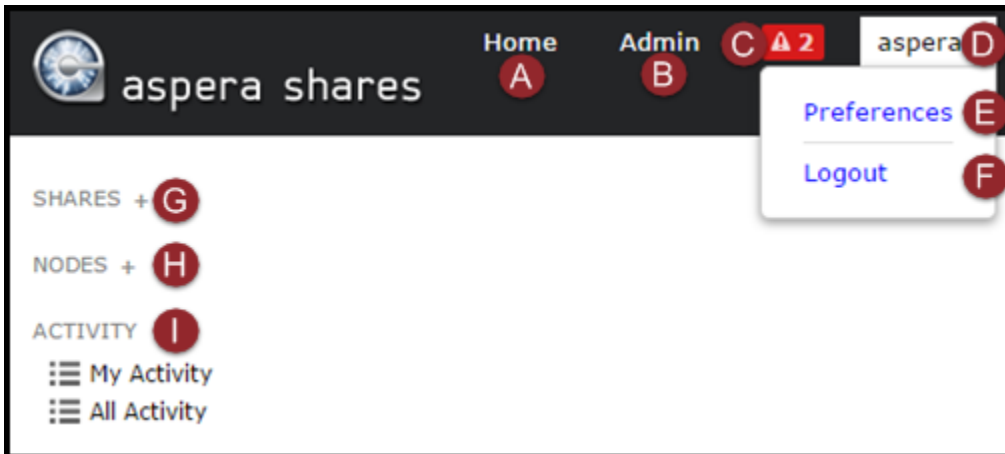 Home Admin C ⚠ 2 aspera D
aspera shares A B
Preferences E
Logout F
SHARES + G
NODES + H
ACTIVITY I
My Activity
All Activity